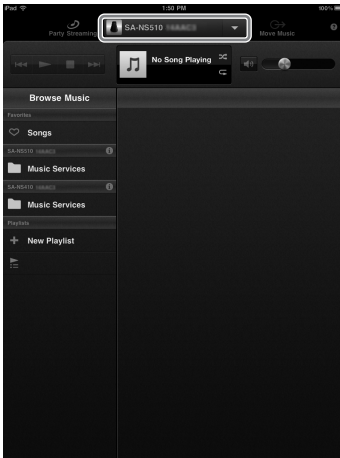 iPad 1:50 PM 100%
Party Streaming
SA-NS510
Move Music
?
No Song Playing
Browse Music
Favorites
Songs
SA-NS510
Music Services
SA-NS410
Music Services
Playlists
New Playlist